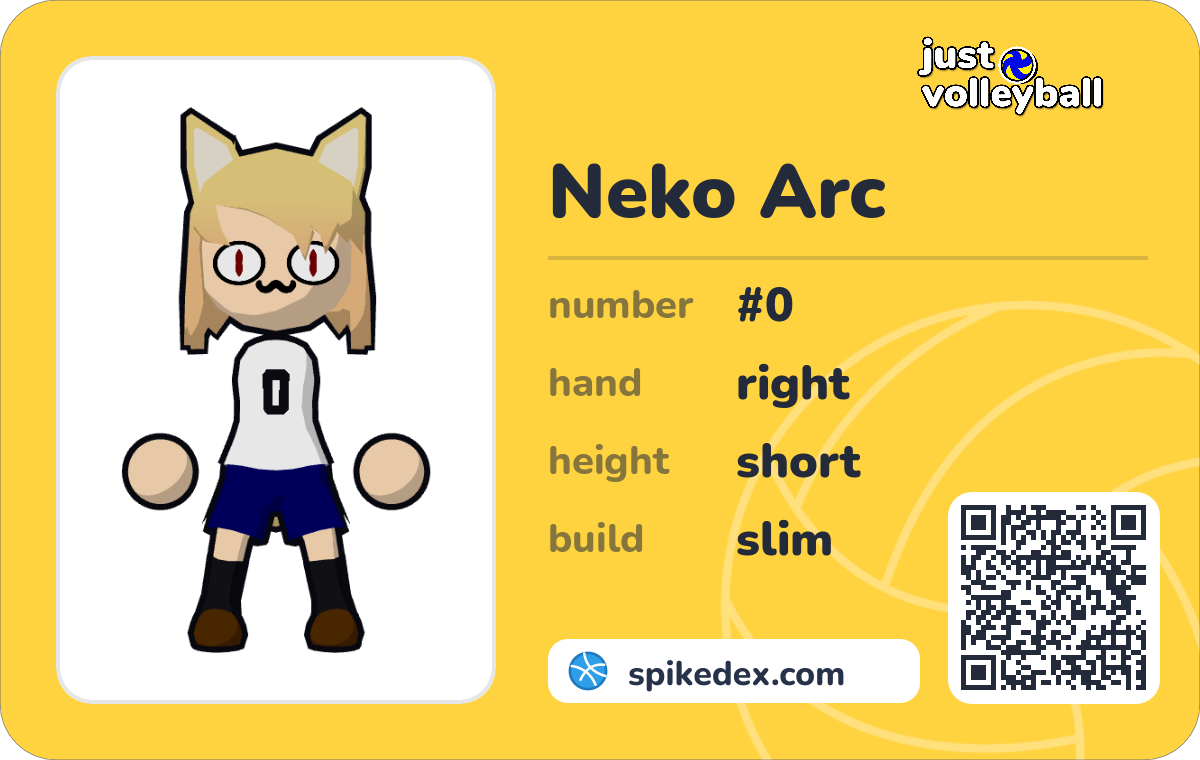 just
volleyball
Neko Arc
number #0
hand right
height short
build slim
0
spikedex.com